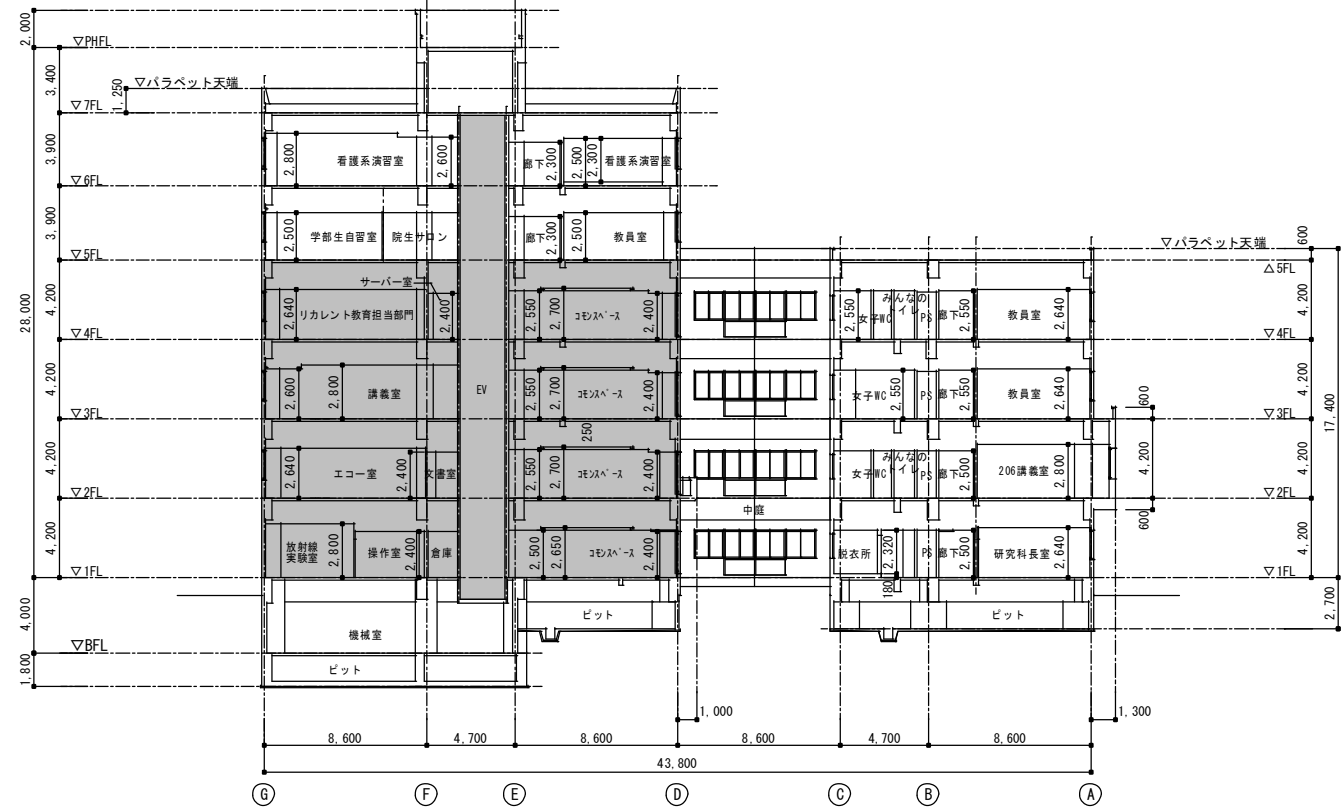 2,000
▽PHFL
3,400
▽パラペット天端
1,250
▽7FL
3,900
2,800
看護系演習室
2,600
廊下
2,300
2,500
2,300
看護系演習室
▽6FL
3,900
2,500
学部生自習室
院生サロン
廊下
2,300
2,500
教員室
▽5FL
▽パラペット天端
600
△5FL
28,000
サーバー室
4,200
2,640
リカレント教育担当部門
2,400
2,550
2,700
コモンスペース
2,400
2,550
女子WC
みんなの
トイレ
PS
廊下
2,550
教員室
2,640
4,200
▽4FL
▽4FL
4,200
2,600
2,800
講義室
EV
2,550
2,700
コモンスペース
2,400
女子WC
2,550
PS
廊下
2,550
教員室
2,640
4,200
17,400
▽3FL
▽3FL
600
250
4,200
2,640
エコー室
2,400
文書室
2,550
2,700
コモンスペース
2,400
女子WC
みんなの
トイレ
PS
廊下
2,500
206講義室
2,800
4,200
4,200
▽2FL
▽2FL
中庭
600
4,200
放射線
実験室
2,800
操作室
2,400
倉庫
2,500
2,650
コモンスペース
2,400
脱衣所
2,320
PS
廊下
2,500
研究科長室
2,640
4,200
▽1FL
▽1FL
180
4,000
機械室
ピット
ピット
2,700
▽BFL
1,800
ピット
1,000
1,300
8,600
4,700
8,600
8,600
4,700
8,600
43,800
G
F
E
D
C
B
A